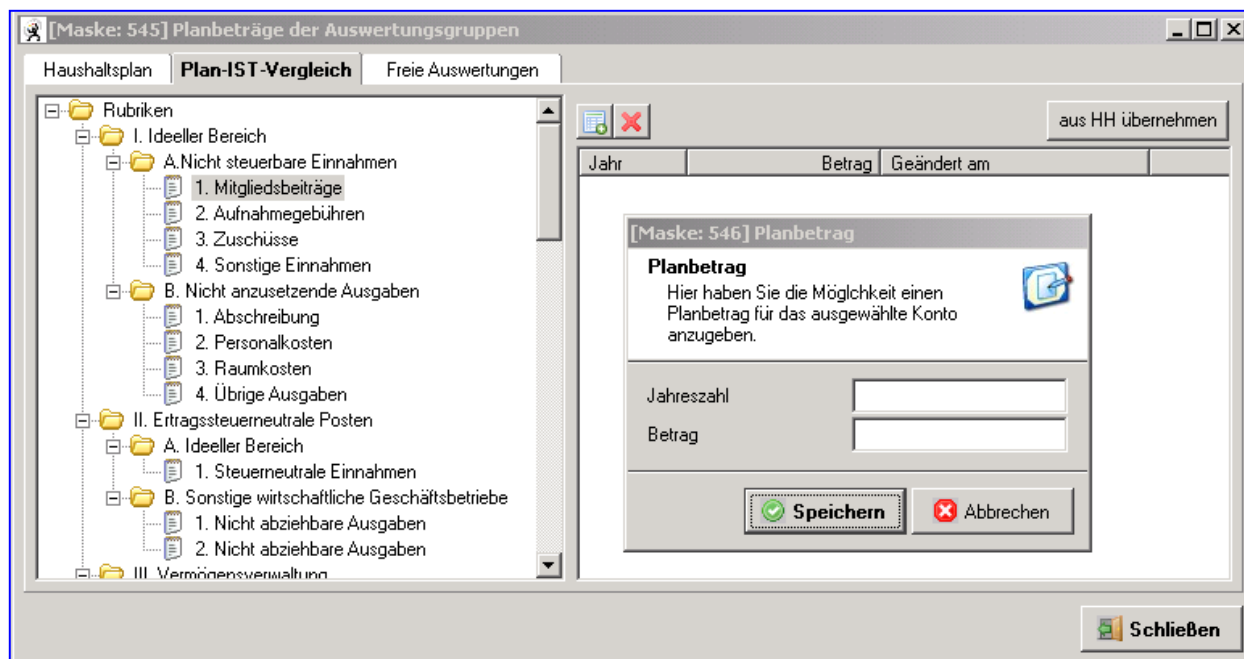 [Maske: 545] Planbeträge der Auswertungsgruppen
Haushaltsplan
Plan-IST-Vergleich
Freie Auswertungen
Rubriken
I. Ideeller Bereich
A.Nicht steuerbare Einnahmen
1. Mitgliedsbeiträge
2. Aufnahmegebühren
3. Zuschüsse
4. Sonstige Einnahmen
B. Nicht anzusetzende Ausgaben
1. Abschreibung
2. Personalkosten
3. Raumkosten
4. Übrige Ausgaben
II. Ertragssteuerneutrale Posten
A. Ideeller Bereich
1. Steuerneutrale Einnahmen
B. Sonstige wirtschaftliche Geschäftsbetriebe
1. Nicht abziehbare Ausgaben
2. Nicht abziehbare Ausgaben
III. Vermögensverwaltung
aus HH übernehmen
Jahr Betrag Geändert am
[Maske: 546] Planbetrag
Planbetrag
Hier haben Sie die Möglchkeit einen
Planbetrag für das ausgewählte Konto
anzugeben.
Jahreszahl
Betrag
Speichern
Abbrechen
Schließen